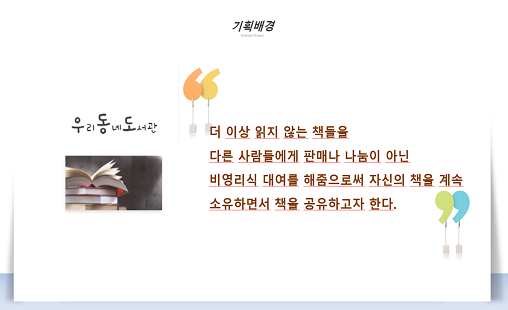 기획배경
우리동네도서관
더 이상 읽지 않는 책들을
다른 사람들에게 판매나 나눔이 아닌
비영리식 대여를 해줌으로써 자신의 책을 계속
소유하면서 책을 공유하고자 한다.